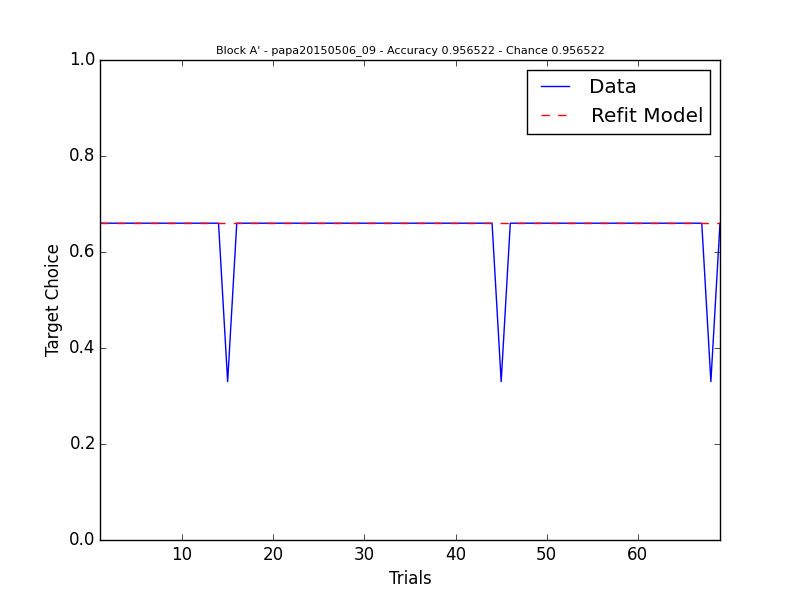 Block A' - papa20150506_09 - Accuracy 0.956522 - Chance 0.956522
1.0
Data
Refit Model
0.8
0.6
Target Choice
0.4
0.2
0.0
10 20 30 40 50 60
Trials